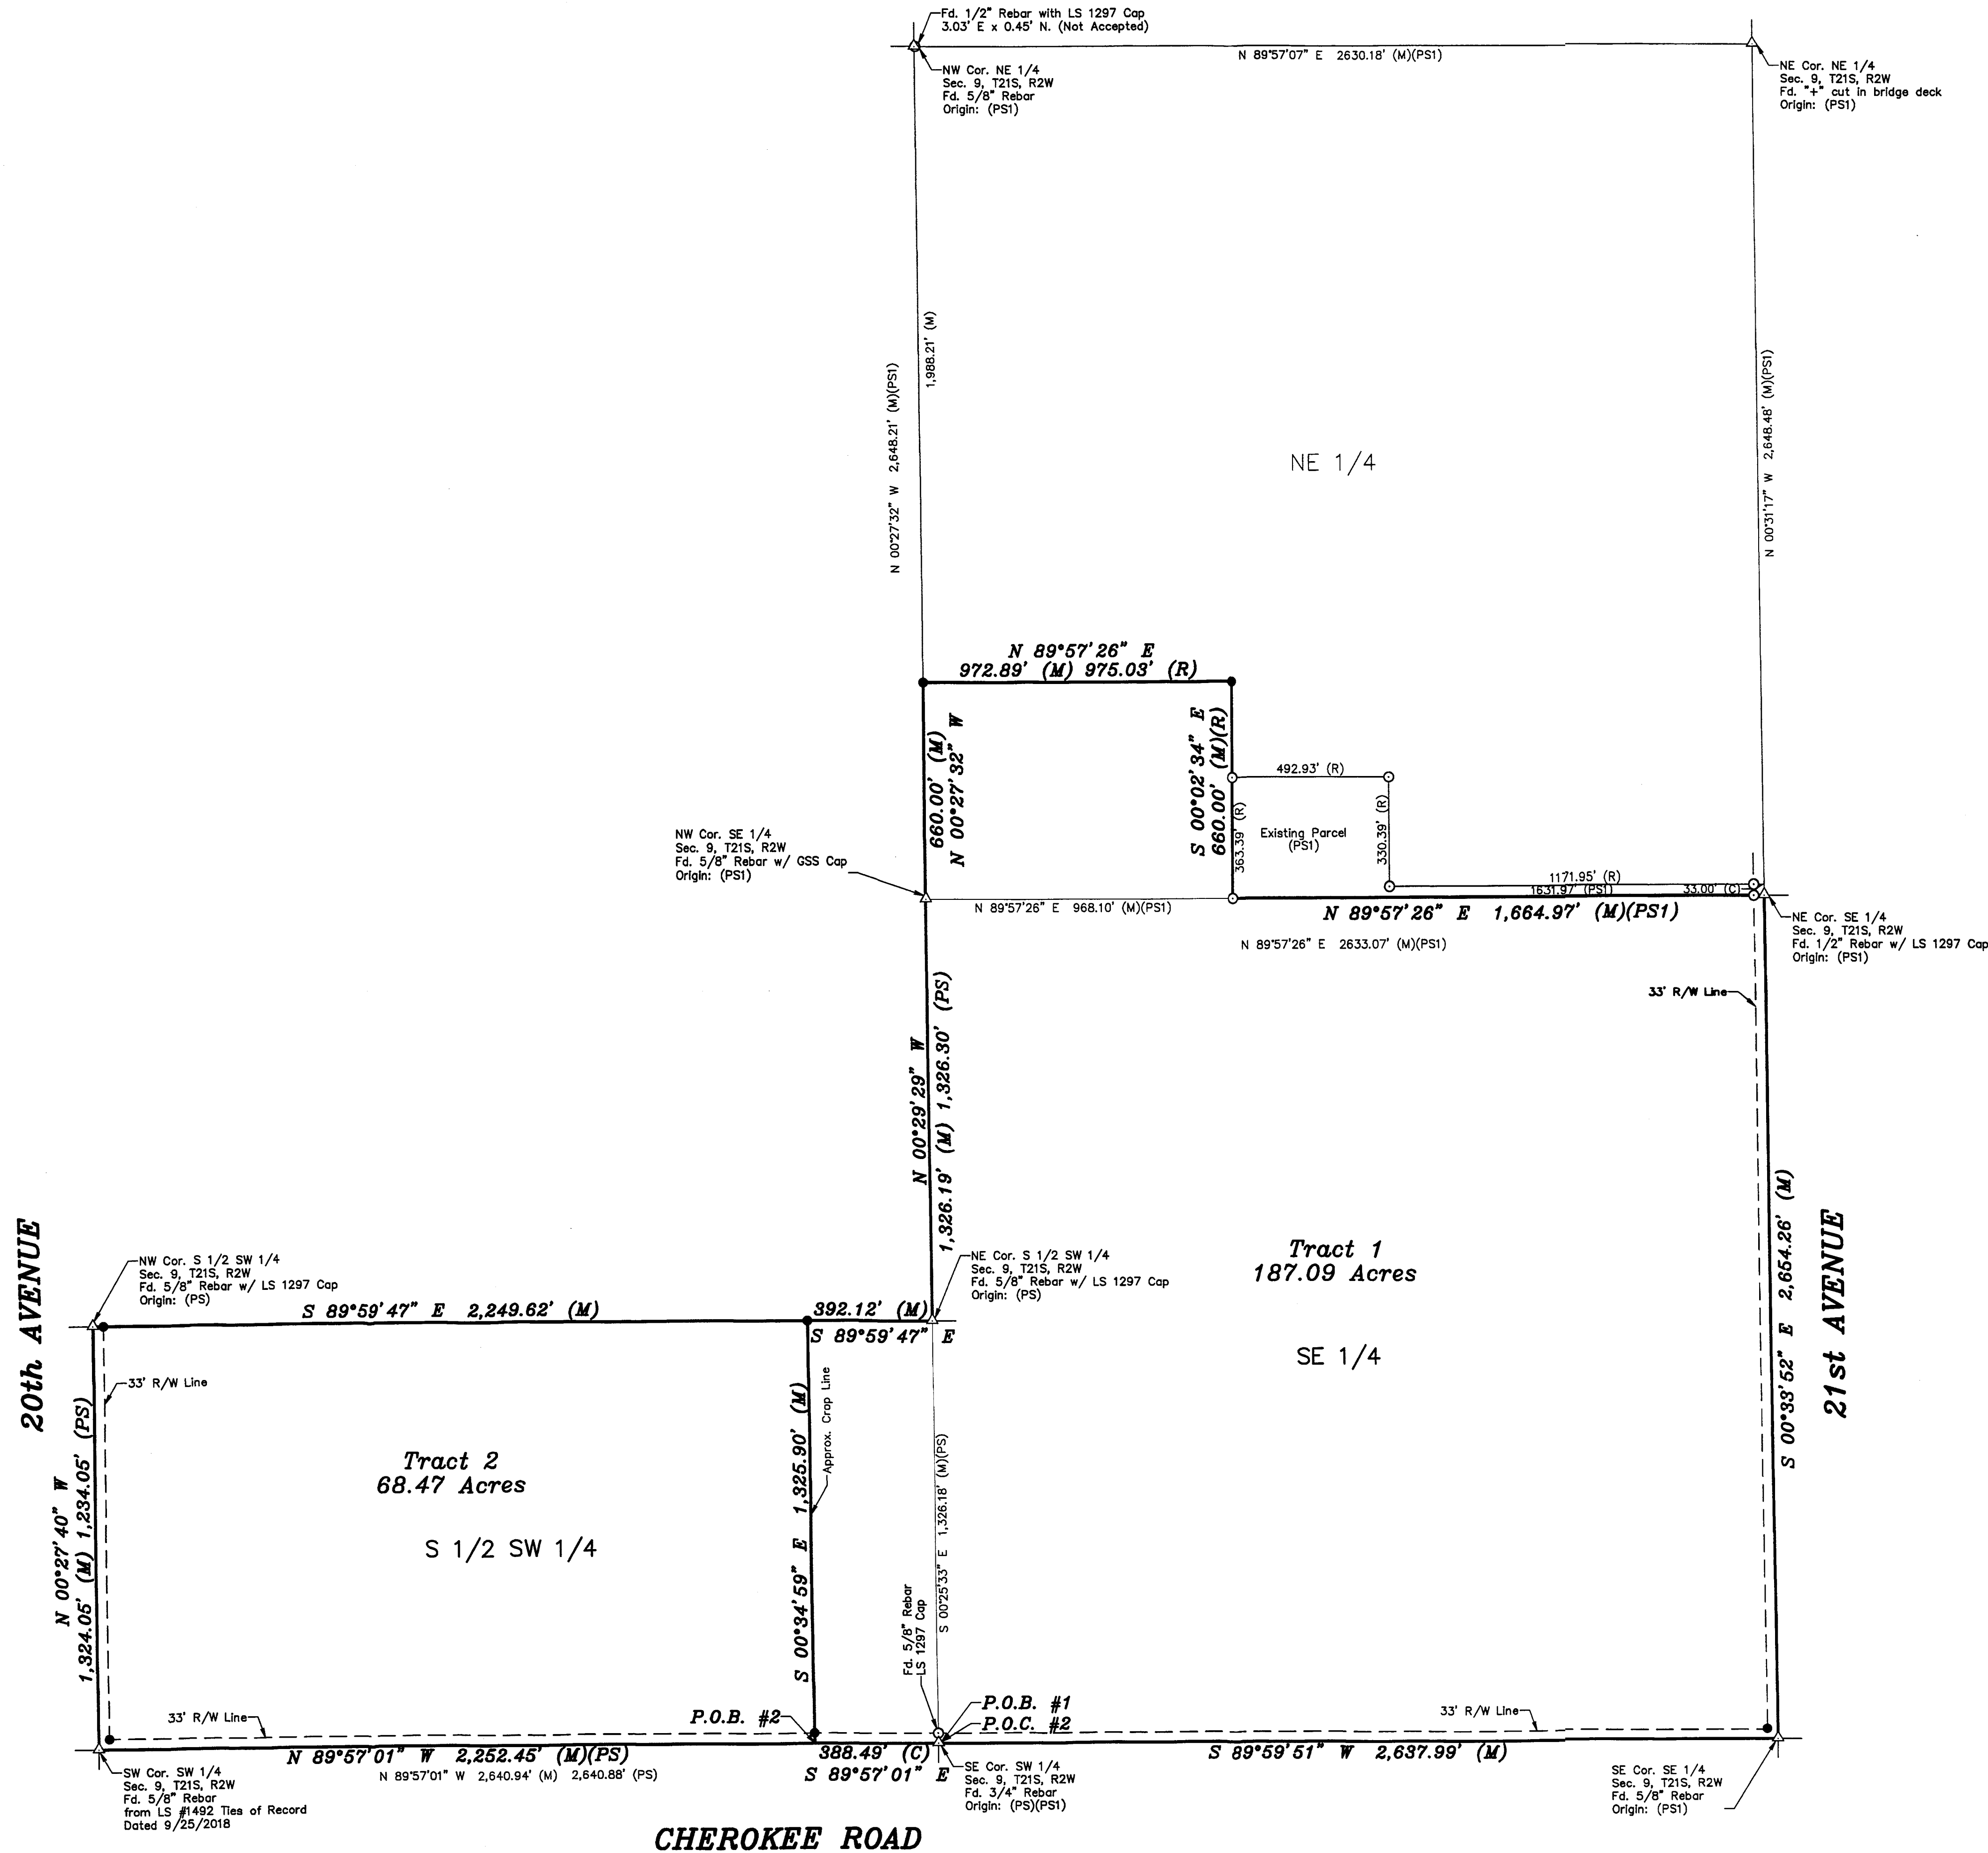 Fd. 1/2" Rebar with LS 1297 Cap
3.03' E x 0.45' N. (Not Accepted)
N 89°57'07" E 2630.18' (M)(PS1)
NW Cor. NE 1/4
Sec. 9, T21S, R2W
Fd. 5/8" Rebar
Origin: (PS1)
NE Cor. NE 1/4
Sec. 9, T21S, R2W
Fd. "+" cut in bridge deck
Origin: (PS1)
1,988.21' (M)
N 00°27'32" W 2,648.21' (M)(PS1)
N 00°31'17" W 2,648.48' (M)(PS1)
NE 1/4
N 89°57'26" E
972.89' (M) 975.03' (R)
660.00' (M)
N 00°27'32" W
S 00°02'34" E
660.00' (M)(R)
492.93' (R)
363.39' (R)
Existing Parcel
(PS1)
330.39' (R)
NW Cor. SE 1/4
Sec. 9, T21S, R2W
Fd. 5/8" Rebar w/ GSS Cap
Origin: (PS1)
1171.95' (R)
1631.97' (PS1)
33.00' (C)
N 89°57'26" E 968.10' (M)(PS1)
N 89°57'26" E 1,664.97' (M)(PS1)
N 89°57'26" E 2633.07' (M)(PS1)
NE Cor. SE 1/4
Sec. 9, T21S, R2W
Fd. 1/2" Rebar w/ LS 1297 Cap
Origin: (PS1)
33' R/W Line
N 00°29'29" W
1,326.19' (M) 1,326.30' (PS)
20th AVENUE
NW Cor. S 1/2 SW 1/4
Sec. 9, T21S, R2W
Fd. 5/8" Rebar w/ LS 1297 Cap
Origin: (PS)
NE Cor. S 1/2 SW 1/4
Sec. 9, T21S, R2W
Fd. 5/8" Rebar w/ LS 1297 Cap
Origin: (PS)
Tract 1
187.09 Acres
SE 1/4
S 00°33'52" E 2,654.26' (M)
21st AVENUE
S 89°59'47" E 2,249.62' (M)
392.12' (M)
S 89°59'47" E
33' R/W Line
N 00°27'40" W
1,324.05' (M) 1,234.05' (PS)
Tract 2
68.47 Acres
S 1/2 SW 1/4
S 00°34'59" E 1,325.90' (M)
Approx. Crop Line
S 00°25'33" E 1,326.18' (M)(PS)
Fd. 5/8" Rebar
LS 1297 Cap
33' R/W Line
P.O.B. #2
P.O.B. #1
P.O.C. #2
33' R/W Line
N 89°57'01" W 2,252.45' (M)(PS)
388.49' (C)
S 89°57'01" E
S 89°59'51" W 2,637.99' (M)
N 89°57'01" W 2,640.94' (M) 2,640.88' (PS)
SW Cor. SW 1/4
Sec. 9, T21S, R2W
Fd. 5/8" Rebar
from LS #1492 Ties of Record
Dated 9/25/2018
SE Cor. SW 1/4
Sec. 9, T21S, R2W
Fd. 3/4" Rebar
Origin: (PS)(PS1)
SE Cor. SE 1/4
Sec. 9, T21S, R2W
Fd. 5/8" Rebar
Origin: (PS1)
CHEROKEE ROAD